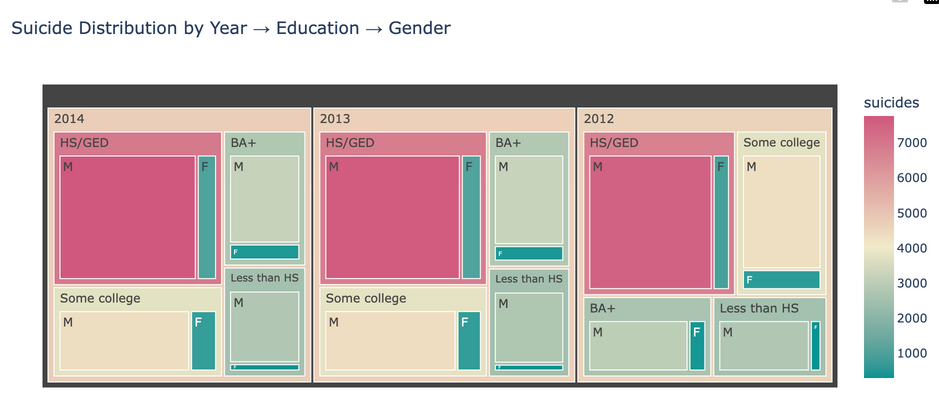 Suicide Distribution by Year → Education → Gender
suicides
2014
HS/GED
M
F
BA+
M
F
Some college
M
F
Less than HS
M
F
2013
HS/GED
M
F
BA+
M
F
Some college
M
F
Less than HS
M
F
2012
HS/GED
M
F
Some college
M
F
BA+
M
F
Less than HS
M
F
7000
6000
5000
4000
3000
2000
1000